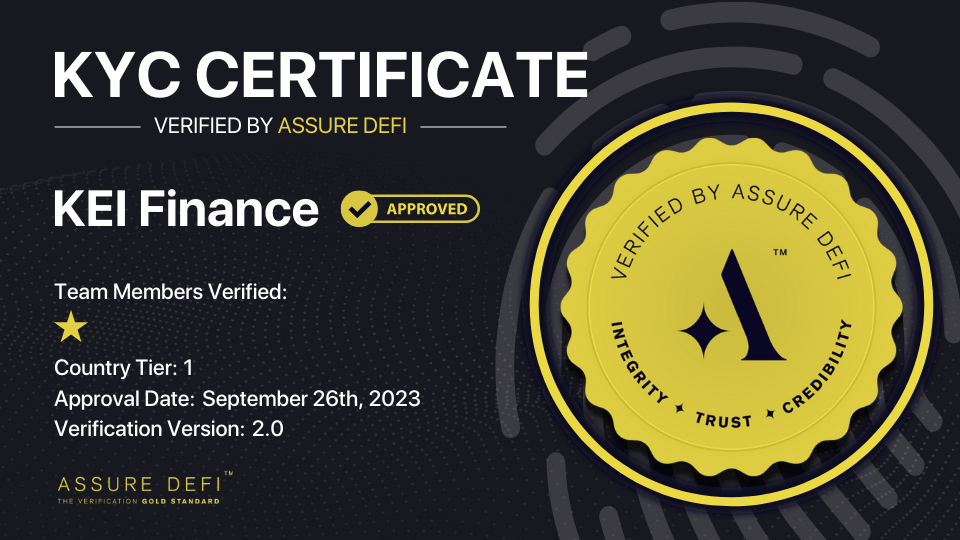 KYC CERTIFICATE
VERIFIED BY ASSURE DEFI
KEI Finance
APPROVED
Team Members Verified:
Country Tier: 1
Approval Date: September 26th, 2023
Verification Version: 2.0
ASSURE DEFI™
THE VERIFICATION GOLD STANDARD
VERIFIED BY ASSURE DEFI
™
INTEGRITY ✦ TRUST ✦ CREDIBILITY